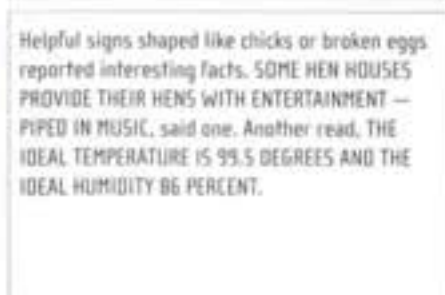 Helpful signs shaped like chicks or broken eggs
reported interesting facts. SOME HEN HOUSES
PROVIDE THEIR HENS WITH ENTERTAINMENT —
PIPED IN MUSIC, said one. Another read, THE
IDEAL TEMPERATURE IS 99.5 DEGREES AND THE
IDEAL HUMIDITY 86 PERCENT.